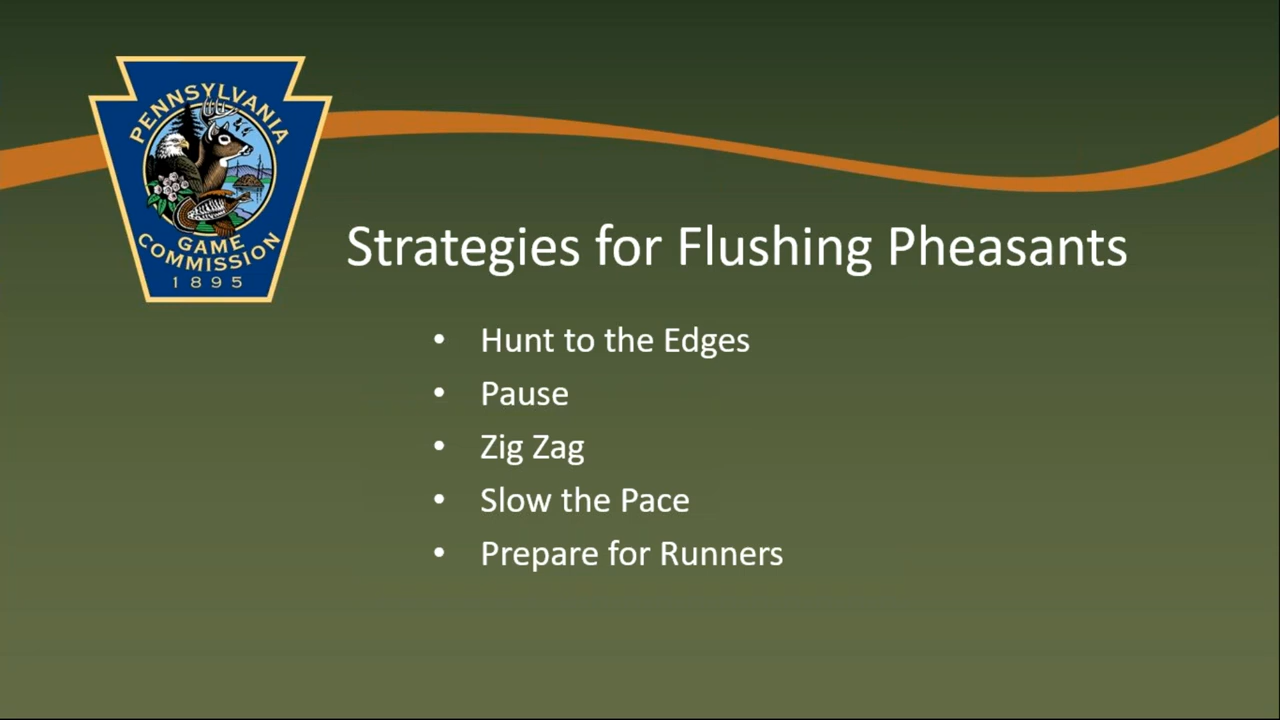 PENNSYLVANIA
GAME
COMMISSION
1895
Strategies for Flushing Pheasants
• Hunt to the Edges
• Pause
• Zig Zag
• Slow the Pace
• Prepare for Runners